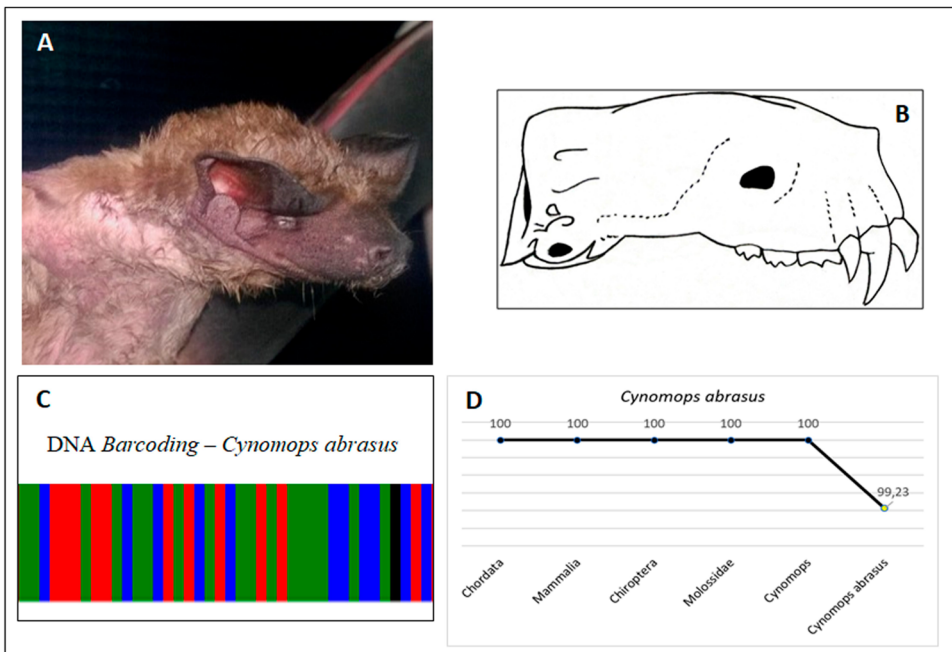 A
B
C
DNA Barcoding – Cynomops abrasus
D
Cynomops abrasus
100 100 100 100 100
99,23
Chordata
Mammalia
Chiroptera
Molossidae
Cynomops
Cynomops abrasus